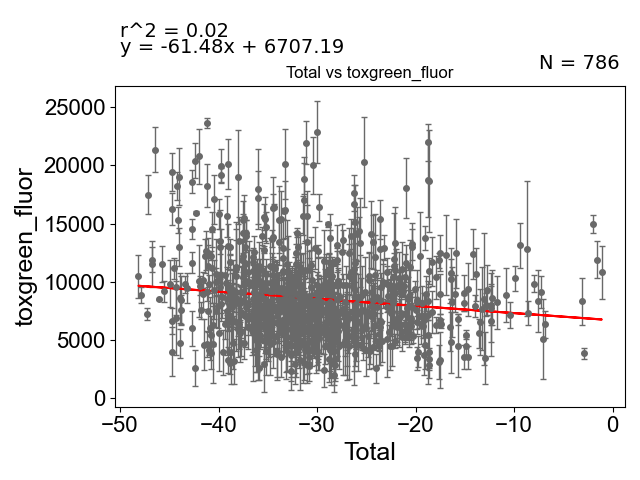 r^2 = 0.02
y = -61.48x + 6707.19
N = 786
Total vs toxgreen_fluor
25000
20000
15000
10000
5000
0
toxgreen_fluor
−50
−40
−30
−20
−10
0
Total